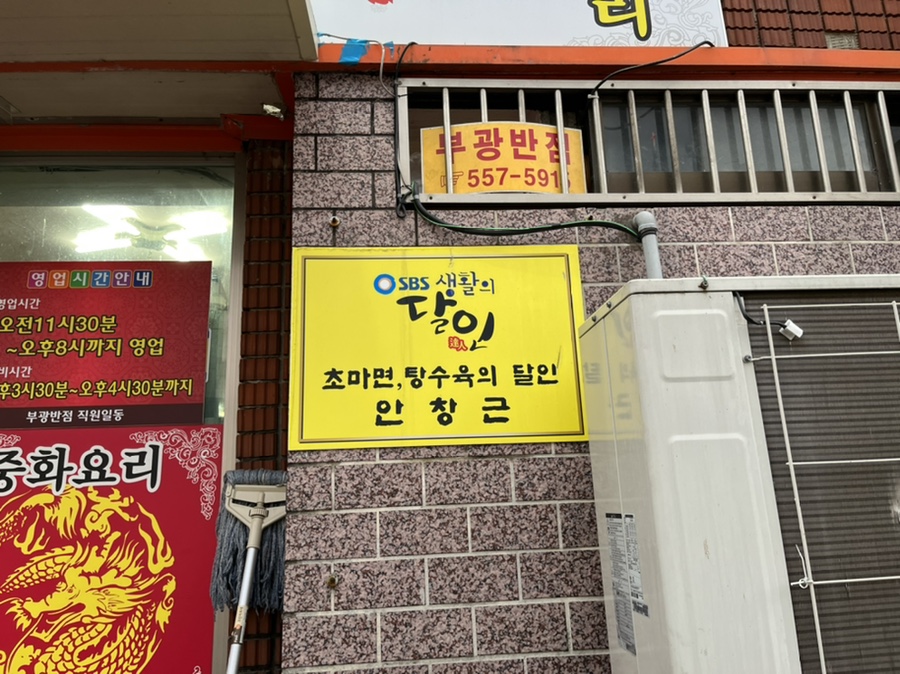 리
부광반점
☞557-591
영업시간안내
영업시간
오전11시30분
~오후8시까지 영업
비시간
후3시30분~오후4시30분까지
부광반점 직원일동
중화요리
SBS 생활의
달인
達人
초마면,탕수육의 달인
안창근